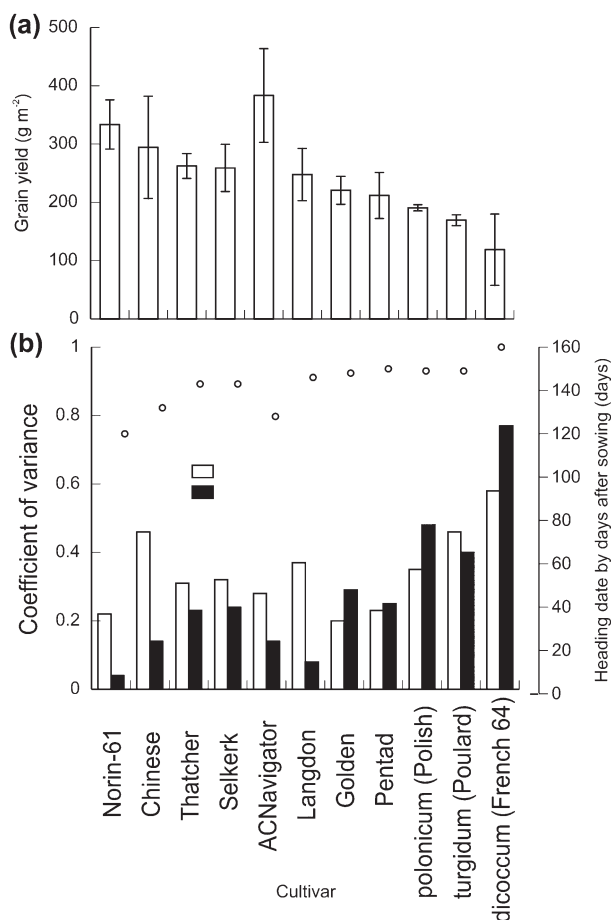 (a)
500
400
300
200
100
0
Grain yield (g m-2)
(b)
1
0.8
0.6
0.4
0.2
0
Coefficient of variance
160
140
120
100
80
60
40
20
0
Heading date by days after sowing (days)
Norin-61
Chinese
Thatcher
Selkerk
ACNavigator
Langdon
Golden
Pentad
polonicum (Polish)
turgidum (Poulard)
dicoccum (French 64)
Cultivar